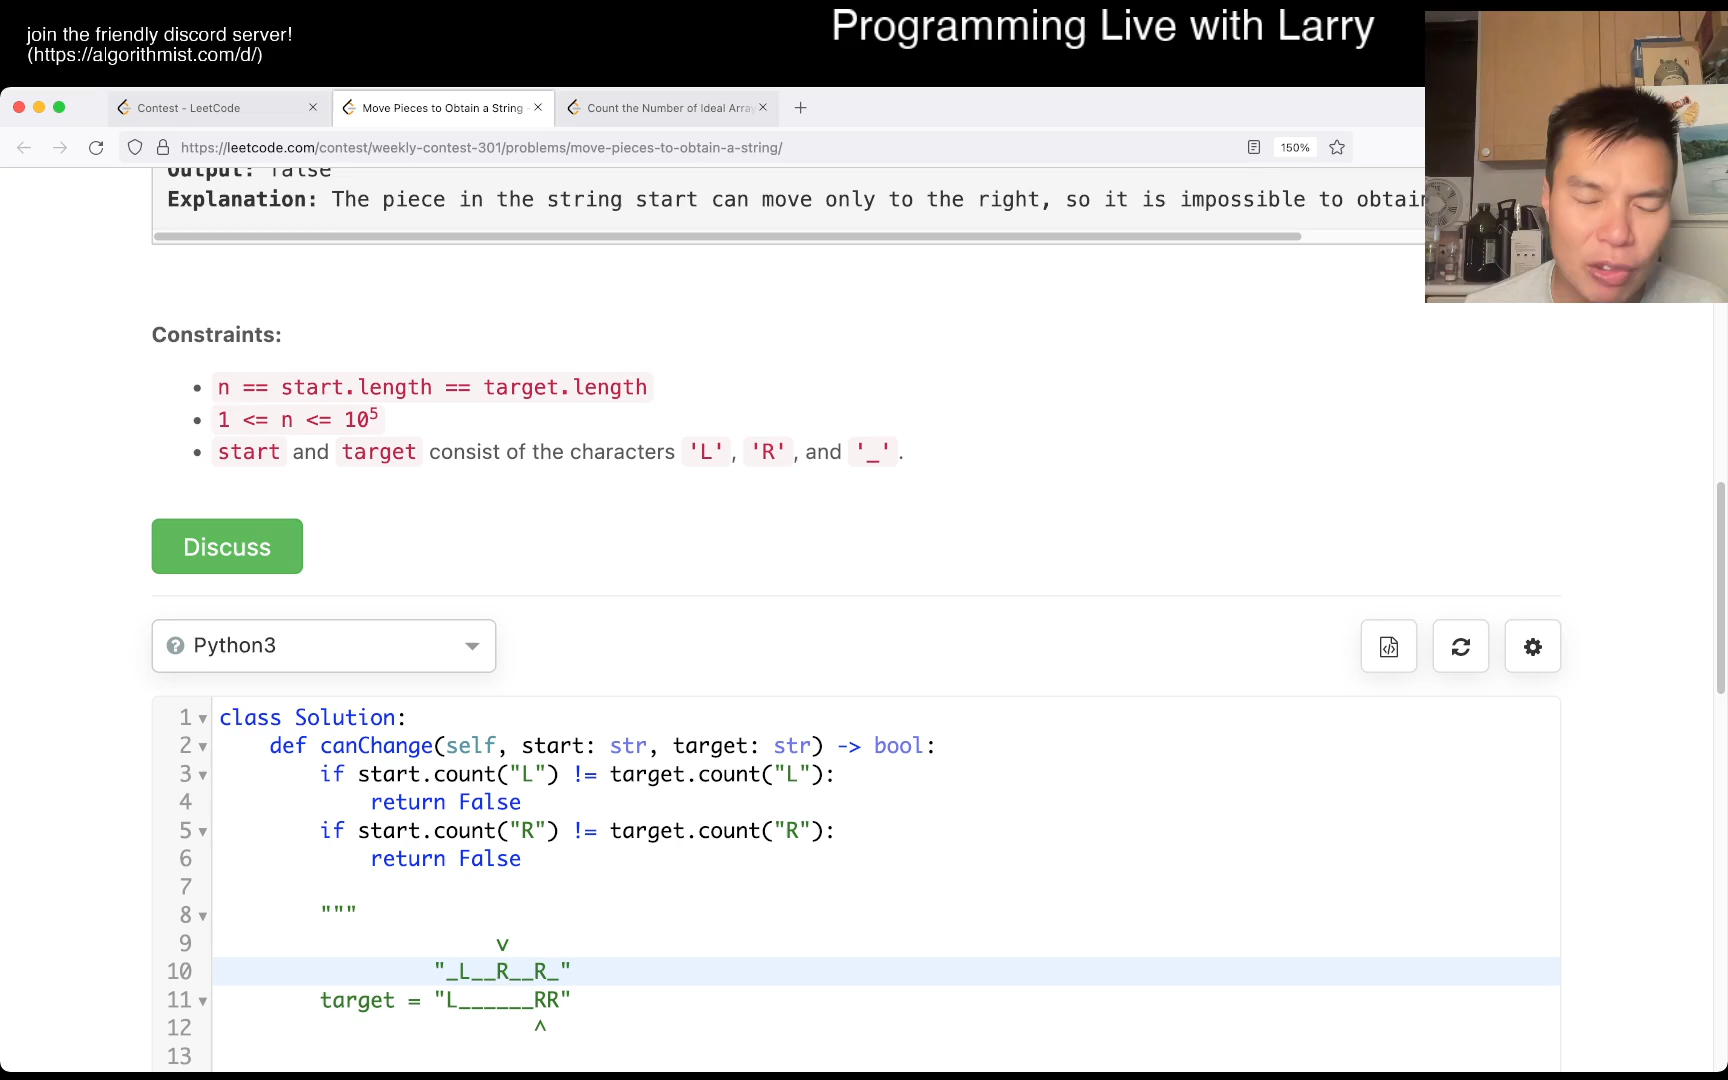 join the friendly discord server!
(https://algorithmist.com/d/)
Programming Live with Larry
Contest - LeetCode
Move Pieces to Obtain a String -
Count the Number of Ideal Array
https://leetcode.com/contest/weekly-contest-301/problems/move-pieces-to-obtain-a-string/
150%
Output: false
Explanation: The piece in the string start can move only to the right, so it is impossible to obtain
Constraints:
n == start.length == target.length
1 <= n <= 10^5
start and target consist of the characters 'L', 'R', and '_'.
Discuss
Python3
1 class Solution:
2     def canChange(self, start: str, target: str) -> bool:
3         if start.count("L") != target.count("L"):
4             return False
5         if start.count("R") != target.count("R"):
6             return False
7
8         """
9                       v
10                  "_L__R__R_"
11         target = "L______RR"
12                          ^
13